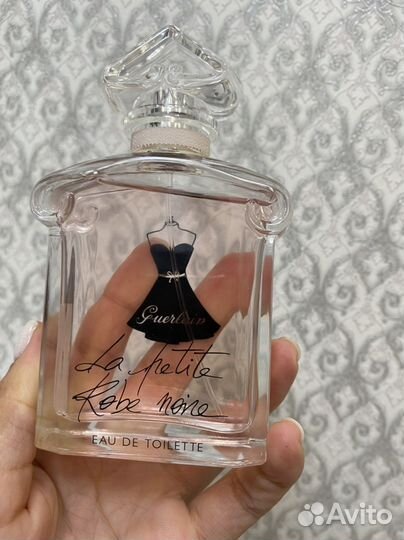 Guerlain
La petite
Robe noire
EAU DE TOILETTE
Avito